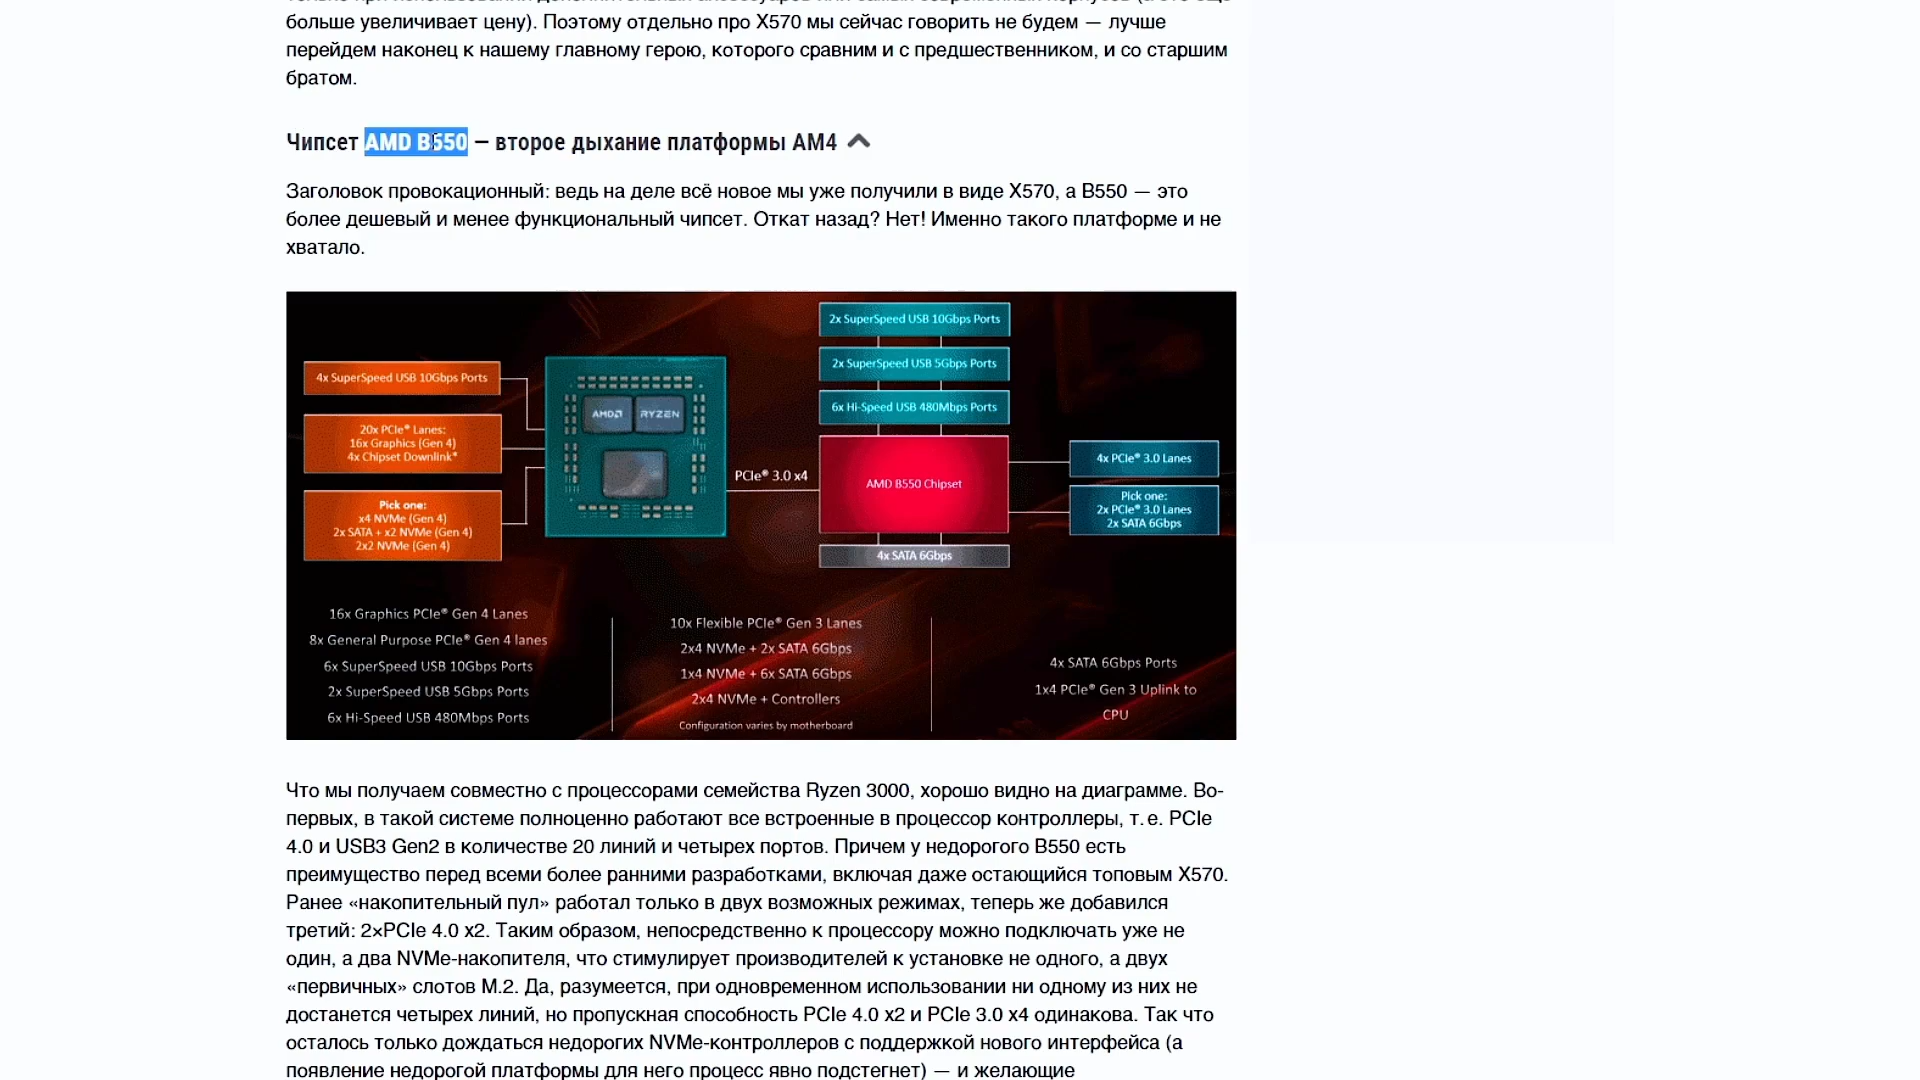 больше увеличивает цену). Поэтому отдельно про X570 мы сейчас говорить не будем — лучше
перейдем наконец к нашему главному герою, которого сравним и с предшественником, и со старшим
братом.
Чипсет AMD B550 — второе дыхание платформы AM4
Заголовок провокационный: ведь на деле всё новое мы уже получили в виде X570, а B550 — это
более дешевый и менее функциональный чипсет. Откат назад? Нет! Именно такого платформе и не
хватало.
4x SuperSpeed USB 10Gbps Ports
20x PCIe® Lanes:
16x Graphics (Gen 4)
4x Chipset Downlink*
Pick one:
x4 NVMe (Gen 4)
2x SATA + x2 NVMe (Gen 4)
2x2 NVMe (Gen 4)
AMD RYZEN
PCIe® 3.0 x4
2x SuperSpeed USB 10Gbps Ports
2x SuperSpeed USB 5Gbps Ports
6x Hi-Speed USB 480Mbps Ports
AMD B550 Chipset
4x SATA 6Gbps
4x PCIe® 3.0 Lanes
Pick one:
2x PCIe® 3.0 Lanes
2x SATA 6Gbps
16x Graphics PCIe® Gen 4 Lanes
8x General Purpose PCIe® Gen 4 lanes
6x SuperSpeed USB 10Gbps Ports
2x SuperSpeed USB 5Gbps Ports
6x Hi-Speed USB 480Mbps Ports
10x Flexible PCIe® Gen 3 Lanes
2x4 NVMe + 2x SATA 6Gbps
1x4 NVMe + 6x SATA 6Gbps
2x4 NVMe + Controllers
Configuration varies by motherboard
4x SATA 6Gbps Ports
1x4 PCIe® Gen 3 Uplink to
CPU
Что мы получаем совместно с процессорами семейства Ryzen 3000, хорошо видно на диаграмме. Во-
первых, в такой системе полноценно работают все встроенные в процессор контроллеры, т. е. PCIe
4.0 и USB3 Gen2 в количестве 20 линий и четырех портов. Причем у недорогого B550 есть
преимущество перед всеми более ранними разработками, включая даже остающийся топовым X570.
Ранее «накопительный пул» работал только в двух возможных режимах, теперь же добавился
третий: 2×PCIe 4.0 x2. Таким образом, непосредственно к процессору можно подключать уже не
один, а два NVMe-накопителя, что стимулирует производителей к установке не одного, а двух
«первичных» слотов M.2. Да, разумеется, при одновременном использовании ни одному из них не
достанется четырех линий, но пропускная способность PCIe 4.0 x2 и PCIe 3.0 x4 одинакова. Так что
осталось только дождаться недорогих NVMe-контроллеров с поддержкой нового интерфейса (а
появление недорогой платформы для него процесс явно подстегнет) — и желающие